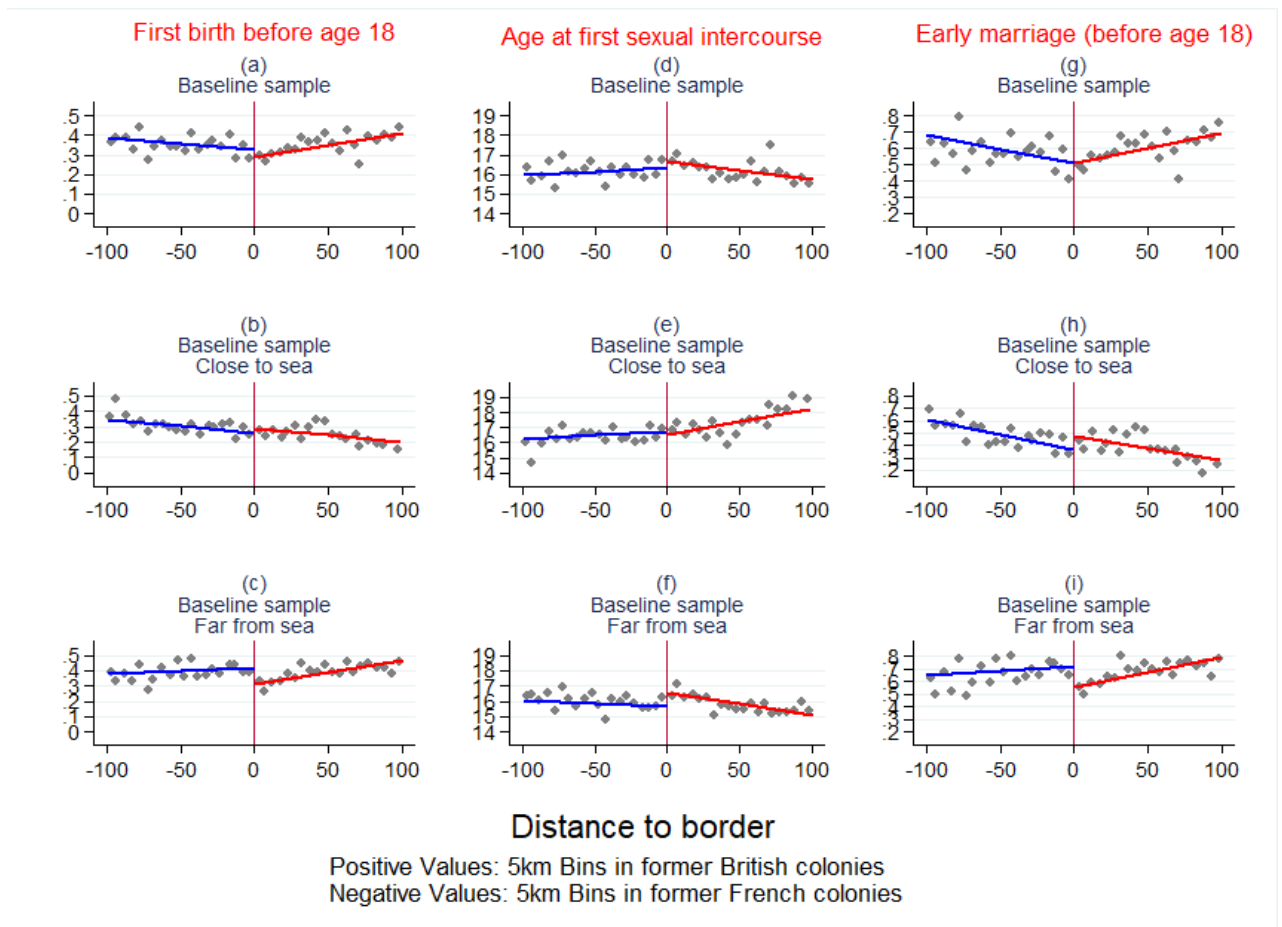 First birth before age 18
Age at first sexual intercourse
Early marriage (before age 18)
(a)
Baseline sample
.5
.4
.3
.2
.1
0
-100 -50 0 50 100
(d)
Baseline sample
19
18
17
16
15
14
-100 -50 0 50 100
(g)
Baseline sample
.8
.7
.6
.5
.4
.3
.2
-100 -50 0 50 100
(b)
Baseline sample
Close to sea
.5
.4
.3
.2
.1
0
-100 -50 0 50 100
(e)
Baseline sample
Close to sea
19
18
17
16
15
14
-100 -50 0 50 100
(h)
Baseline sample
Close to sea
.8
.7
.6
.5
.4
.3
.2
-100 -50 0 50 100
(c)
Baseline sample
Far from sea
.5
.4
.3
.2
.1
0
-100 -50 0 50 100
(f)
Baseline sample
Far from sea
19
18
17
16
15
14
-100 -50 0 50 100
(i)
Baseline sample
Far from sea
.8
.7
.6
.5
.4
.3
.2
-100 -50 0 50 100
Distance to border
Positive Values: 5km Bins in former British colonies
Negative Values: 5km Bins in former French colonies